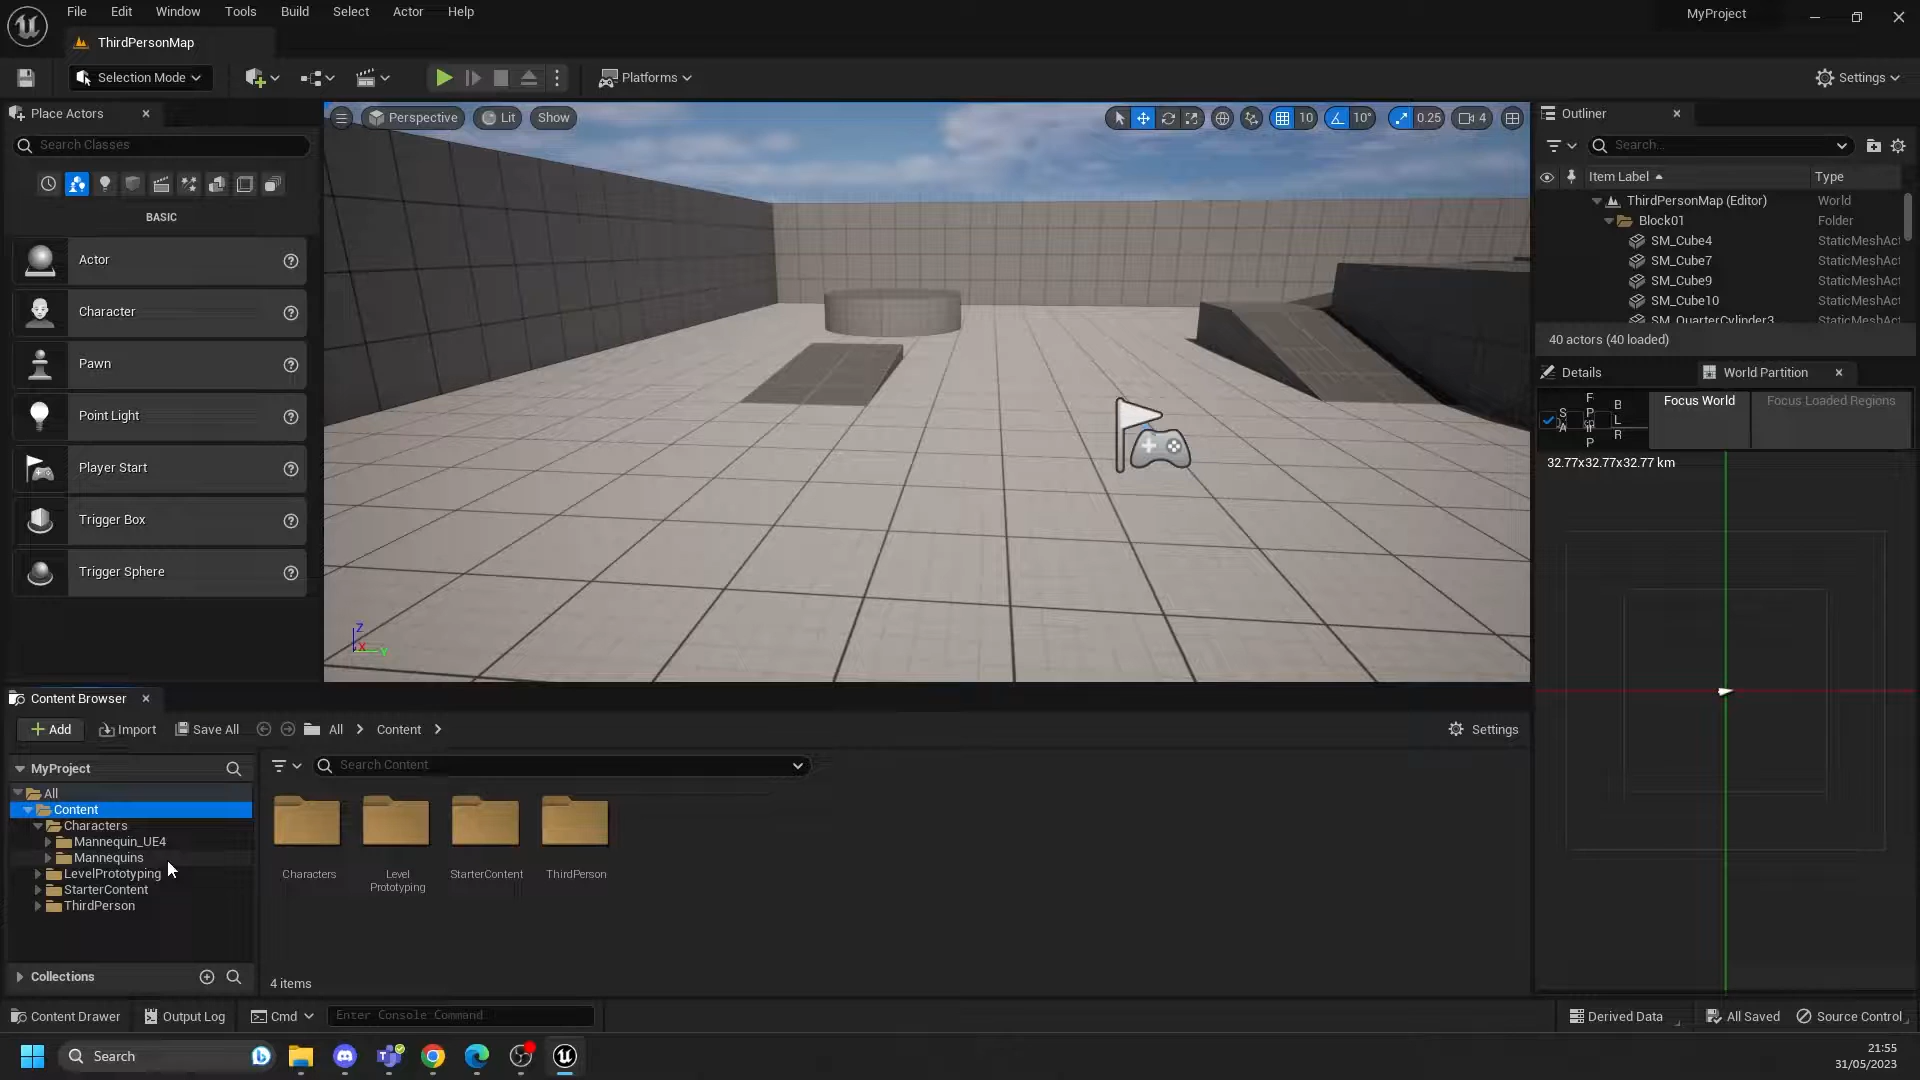 File Edit Window Tools Build Select Actor Help
MyProject
ThirdPersonMap
Selection Mode
Platforms
Settings
Place Actors
Search Classes
BASIC
Actor
Character
Pawn
Point Light
Player Start
Trigger Box
Trigger Sphere
Perspective Lit Show
10 10° 0.25 4
Z
X
Y
Outliner
Search...
Item Label Type
ThirdPersonMap (Editor) World
Block01 Folder
SM_Cube4 StaticMeshAct
SM_Cube7 StaticMeshAct
SM_Cube9 StaticMeshAct
SM_Cube10 StaticMeshAct
SM_QuarterCylinder3 StaticMeshAct
40 actors (40 loaded)
Details World Partition
Focus World Focus Loaded Regions
32.77x32.77x32.77 km
Content Browser
Add Import Save All All Content Settings
MyProject
Search Content
All
Content
Characters
Mannequin_UE4
Mannequins
LevelPrototyping
StarterContent
ThirdPerson
Characters
Level
Prototyping
StarterContent
ThirdPerson
Collections
4 items
Content Drawer Output Log Cmd Enter Console Command Derived Data All Saved Source Control
Search
21:55
31/05/2023